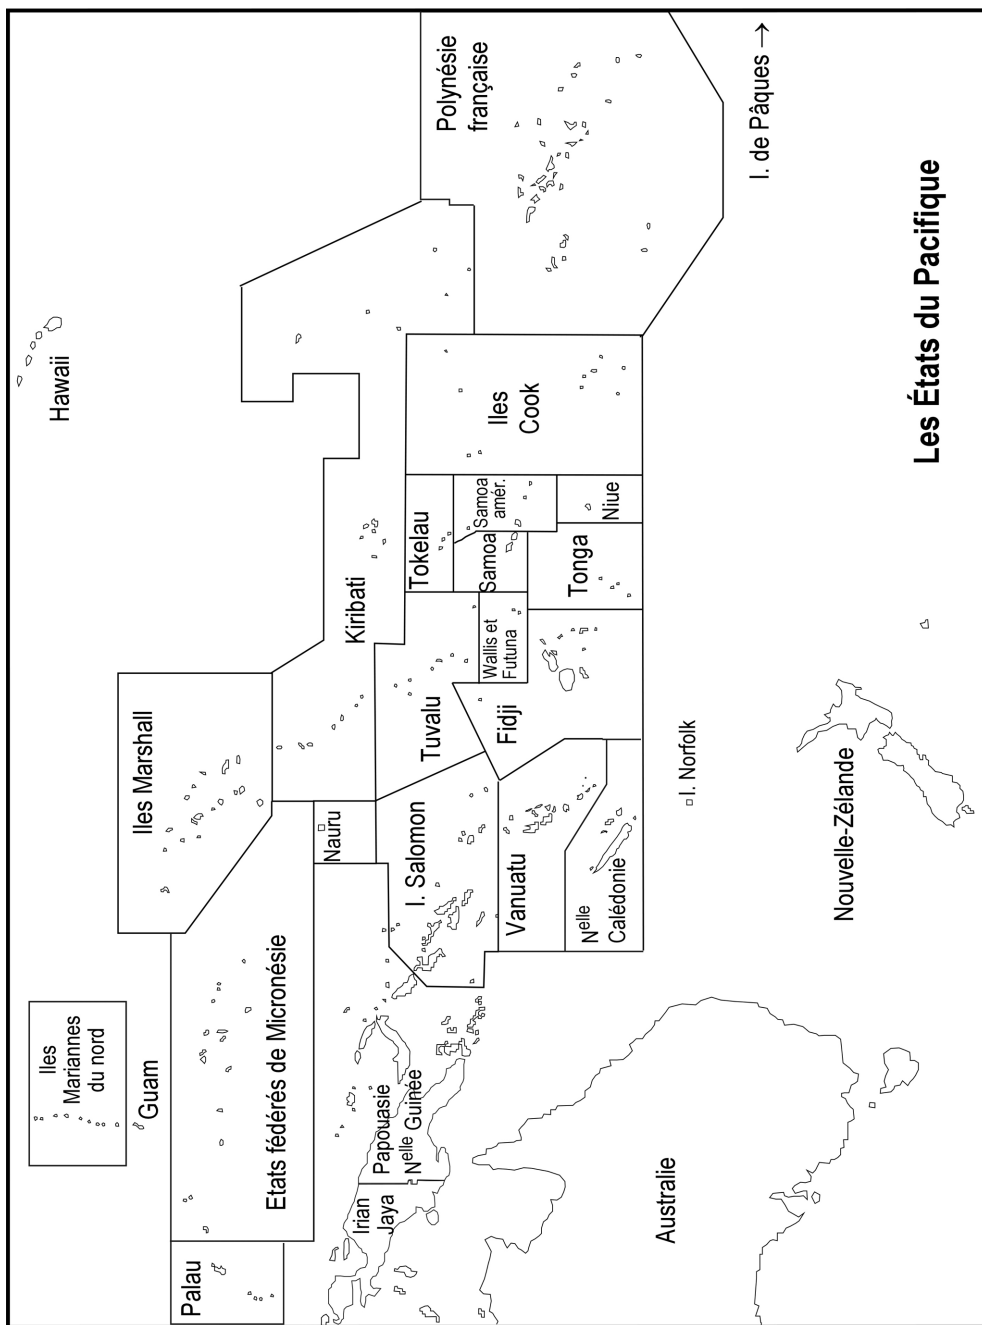 Hawaii
Iles
Mariannes
du nord
Guam
Iles Marshall
Palau
Etats fédérés de Micronésie
Nauru
Kiribati
Polynésie
française
Irian
Jaya
Papouasie
Nelle Guinée
I. Salomon
Tuvalu
Tokelau
Wallis et
Futuna
Samoa
Samoa
amér.
Iles
Cook
Vanuatu
Fidji
Tonga
Niue
Nelle
Calédonie
I. Norfolk
I. de Pâques →
Australie
Nouvelle-Zélande
Les États du Pacifique